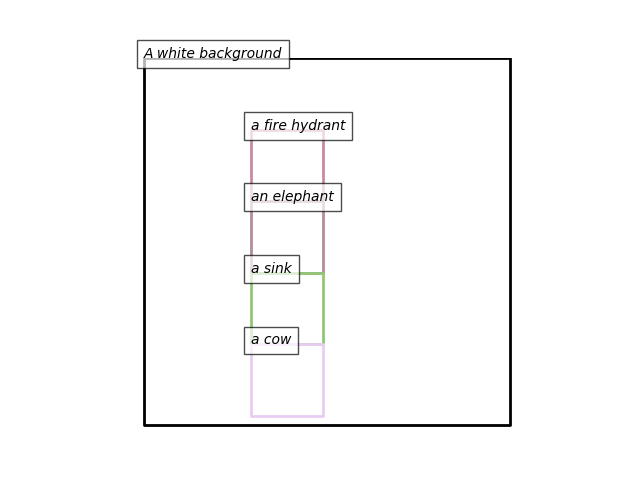 A white background
a fire hydrant
an elephant
a sink
a cow